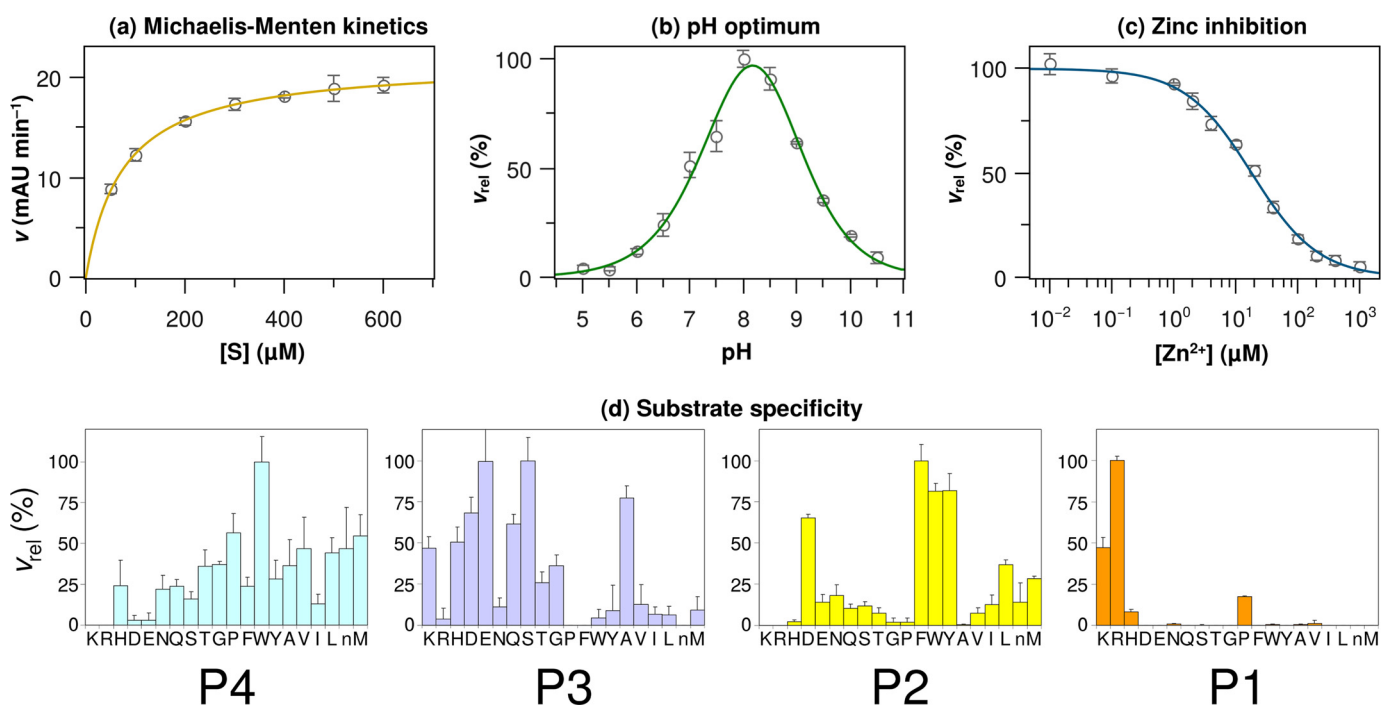 (a) Michaelis-Menten kinetics
v (mAU min⁻¹)
20
10
0
0 200 400 600
[S] (µM)
(b) pH optimum
vrel (%)
100
50
0
5 6 7 8 9 10 11
pH
(c) Zinc inhibition
vrel (%)
100
50
0
10⁻² 10⁻¹ 10⁰ 10¹ 10² 10³
[Zn²⁺] (µM)
(d) Substrate specificity
vrel (%)
100
75
50
25
0
KRHDENQSTGPFWYAVILnM
P4
100
75
50
25
0
KRHDENQSTGPFWYAVILnM
P3
100
75
50
25
0
KRHDENQSTGPFWYAVILnM
P2
100
75
50
25
0
KRHDENQSTGPFWYAVILnM
P1